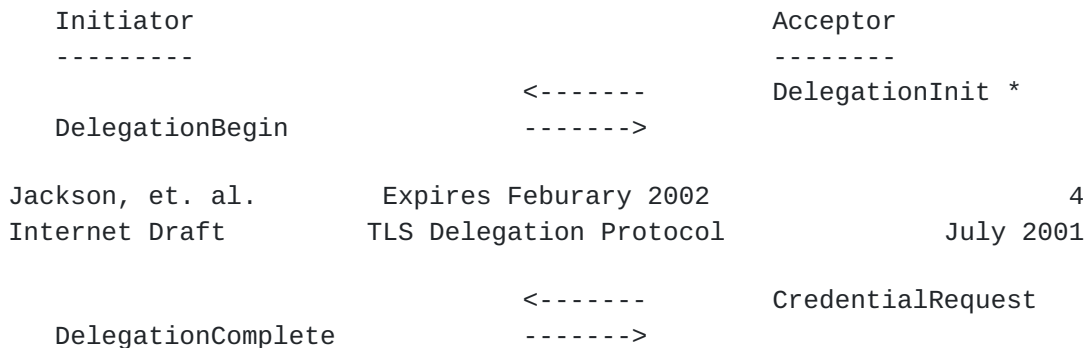 Initiator                                  Acceptor
---------                                  --------
<-------       DelegationInit *
DelegationBegin              ------->
Jackson, et. al.        Expires Feburary 2002                     4
Internet Draft         TLS Delegation Protocol            July 2001
<-------       CredentialRequest
DelegationComplete           ------->